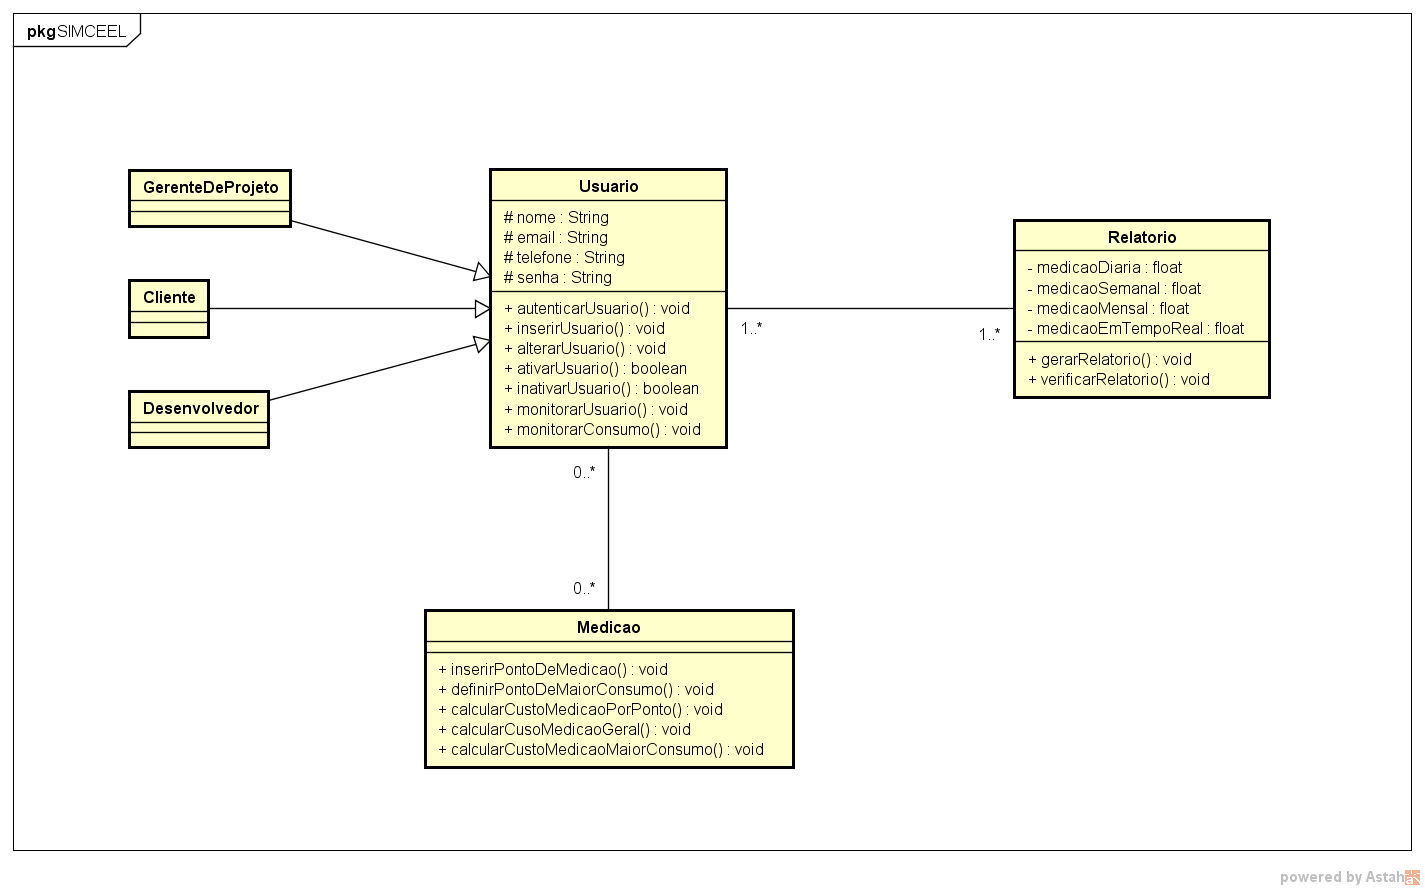 pkg SIMCEEL
GerenteDeProjeto
Cliente
Desenvolvedor
Usuario
# nome : String
# email : String
# telefone : String
# senha : String
+ autenticarUsuario() : void
+ inserirUsuario() : void
+ alterarUsuario() : void
+ ativarUsuario() : boolean
+ inativarUsuario() : boolean
+ monitorarUsuario() : void
+ monitorarConsumo() : void
1..*
1..*
Relatorio
- medicaoDiaria : float
- medicaoSemanal : float
- medicaoMensal : float
- medicaoEmTempoReal : float
+ gerarRelatorio() : void
+ verificarRelatorio() : void
0..*
0..*
Medicao
+ inserirPontoDeMedicao() : void
+ definirPontoDeMaiorConsumo() : void
+ calcularCustoMedicaoPorPonto() : void
+ calcularCusoMedicaoGeral() : void
+ calcularCustoMedicaoMaiorConsumo() : void
powered by Astah